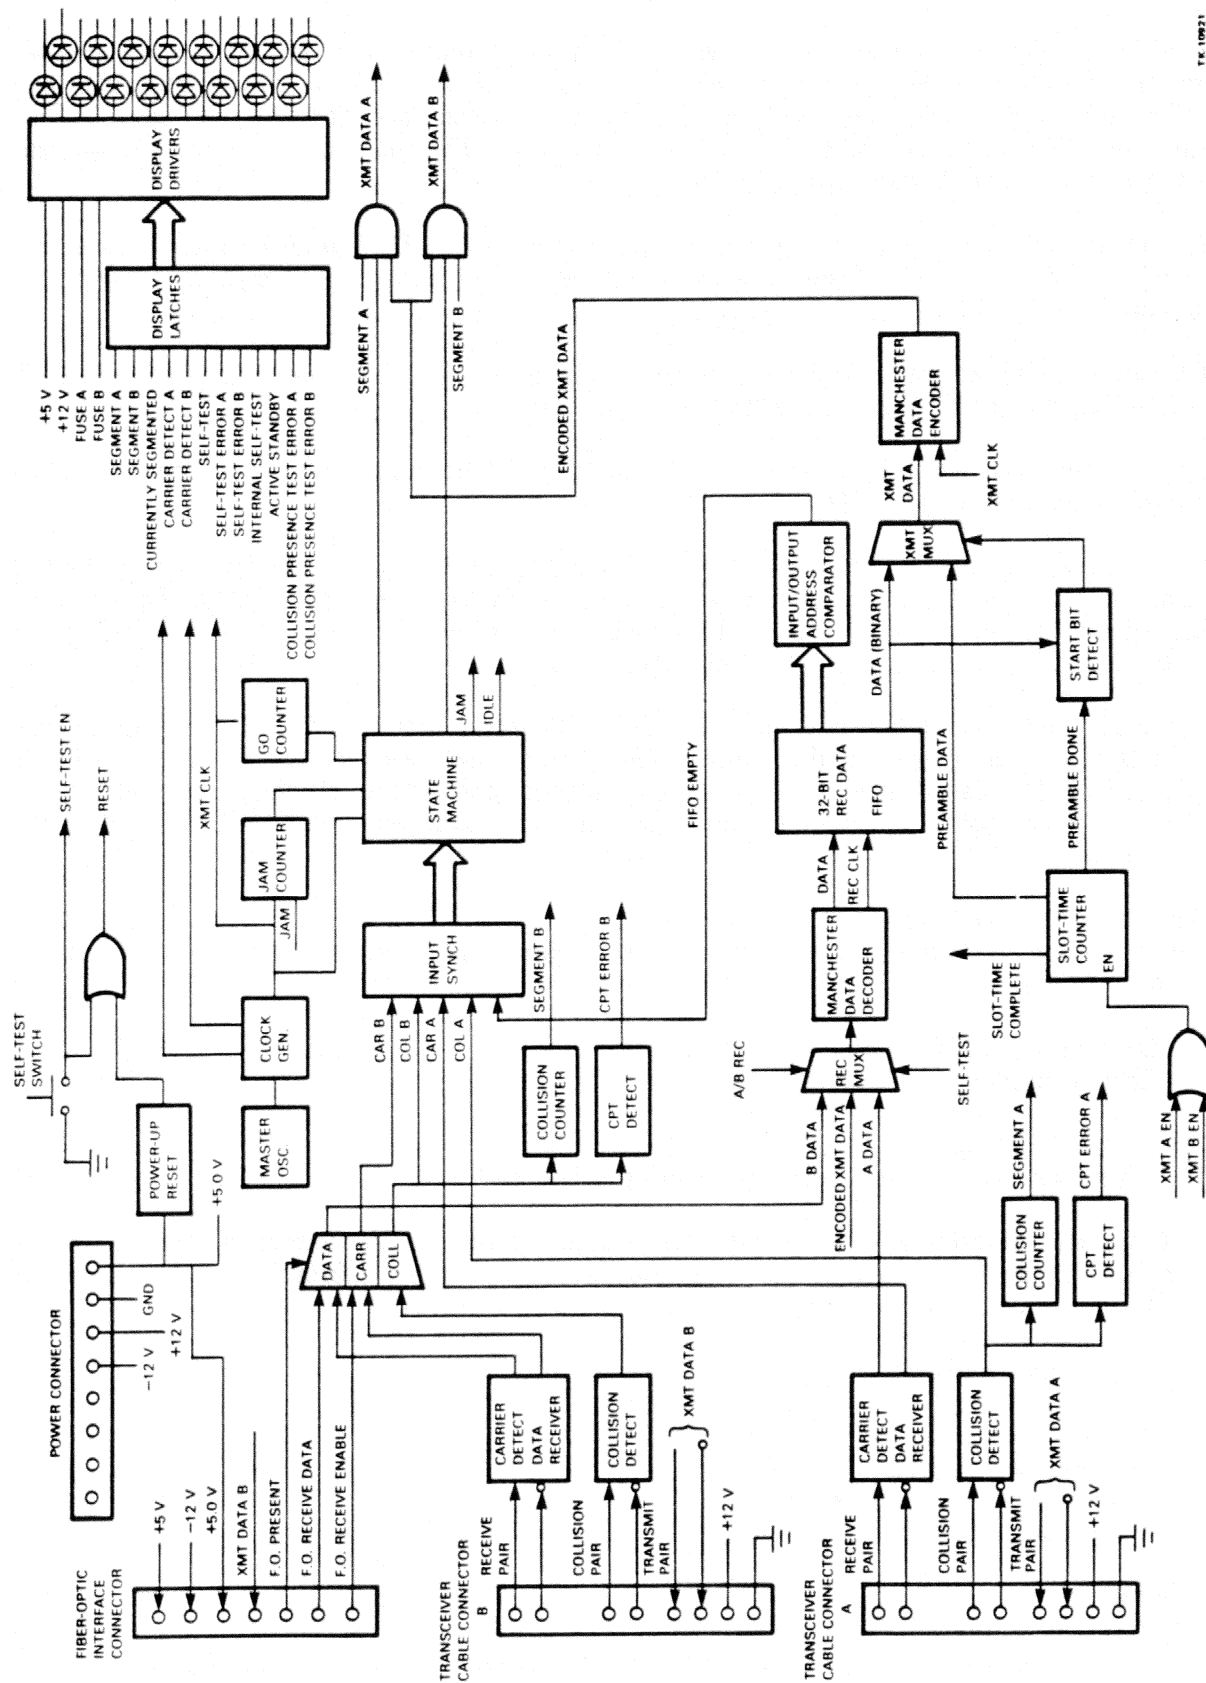 FIBER-OPTIC
INTERFACE
CONNECTOR
+5 V
−12 V
+5.0 V
XMT DATA B
F.O. PRESENT
F.O. RECEIVE DATA
F.O. RECEIVE ENABLE
POWER CONNECTOR
−12 V
+12 V
GND
+5 0 V
POWER-UP
RESET
SELF-TEST
SWITCH
SELF-TEST EN
RESET
MASTER
OSC.
CLOCK
GEN.
JAM
JAM
COUNTER
GO
COUNTER
XMT CLK
DATA
CARR
COLL
CAR B
COL B
CAR A
COL A
INPUT
SYNCH
STATE
MACHINE
JAM
IDLE
+5 V
+12 V
FUSE A
FUSE B
SEGMENT A
SEGMENT B
CURRENTLY SEGMENTED
CARRIER DETECT A
CARRIER DETECT B
SELF-TEST
SELF-TEST ERROR A
SELF-TEST ERROR B
INTERNAL SELF-TEST
ACTIVE STANDBY
COLLISION PRESENCE TEST ERROR A
COLLISION PRESENCE TEST ERROR B
DISPLAY
LATCHES
DISPLAY
DRIVERS
SEGMENT A
XMT DATA A
SEGMENT B
XMT DATA B
TRANSCEIVER
CABLE CONNECTOR
B
RECEIVE
PAIR
COLLISION
PAIR
TRANSMIT
PAIR
+12 V
CARRIER
DETECT
DATA
RECEIVER
COLLISION
DETECT
XMT DATA B
COLLISION
COUNTER
SEGMENT B
CPT
DETECT
CPT ERROR B
FIFO EMPTY
ENCODED XMT DATA
A/B REC
B DATA
ENCODED XMT DATA
A DATA
REC
MUX
SELF-TEST
MANCHESTER
DATA
DECODER
DATA
REC CLK
32-BIT
REC DATA
FIFO
INPUT/OUTPUT
ADDRESS
COMPARATOR
DATA (BINARY)
PREAMBLE DATA
XMT
MUX
XMT
DATA
XMT CLK
MANCHESTER
DATA
ENCODER
TRANSCEIVER
CABLE CONNECTOR
A
RECEIVE
PAIR
COLLISION
PAIR
TRANSMIT
PAIR
+12 V
CARRIER
DETECT
DATA
RECEIVER
COLLISION
DETECT
XMT DATA A
COLLISION
COUNTER
SEGMENT A
CPT
DETECT
CPT ERROR A
SLOT-TIME
COMPLETE
SLOT-TIME
COUNTER
EN
PREAMBLE DONE
START BIT
DETECT
XMT A EN
XMT B EN
TK 10921